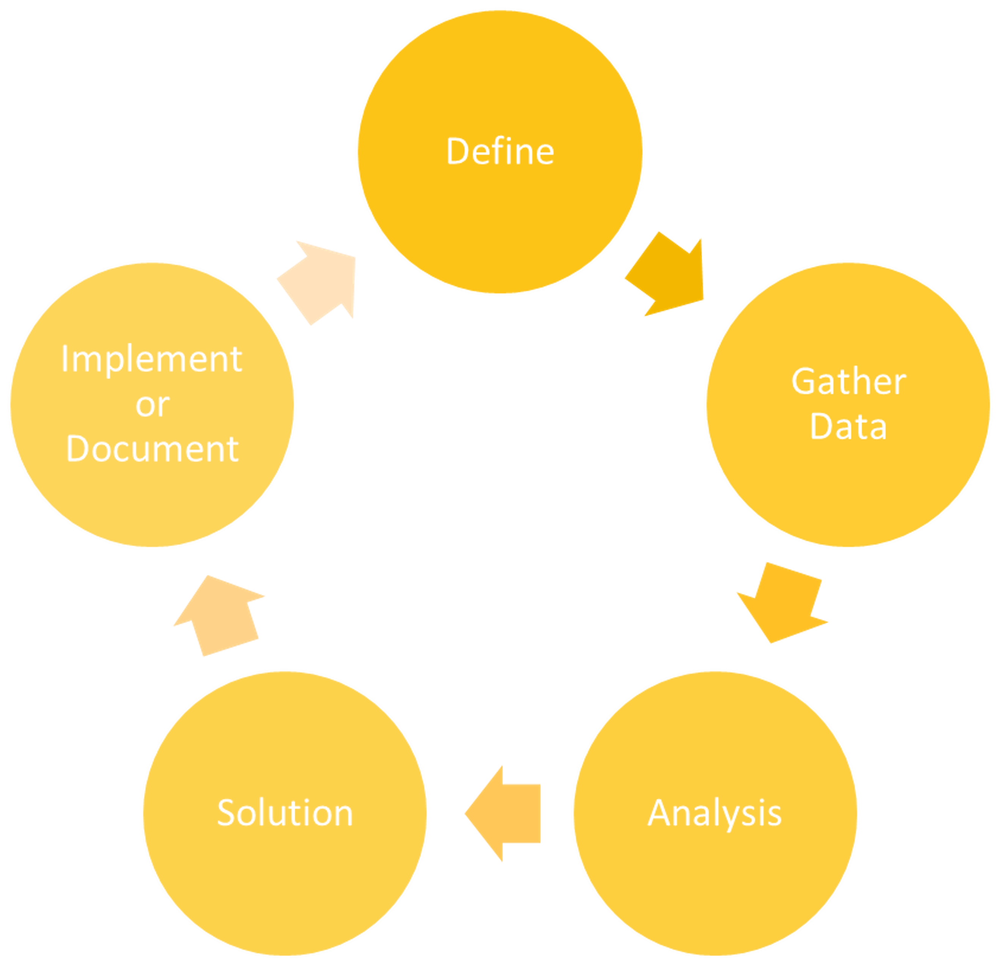 Define
Gather
Data
Analysis
Solution
Implement
or
Document